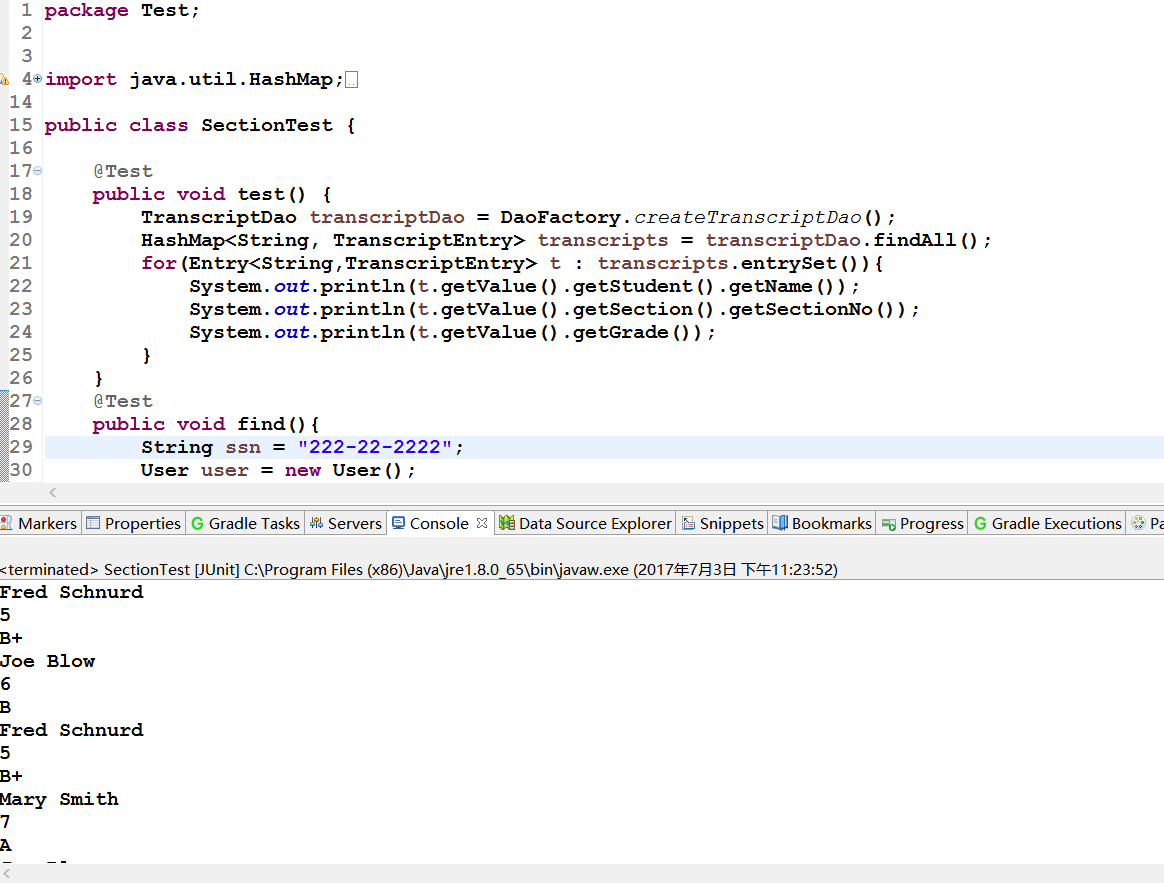 1 package Test;
2
3
4 import java.util.HashMap;
14
15 public class SectionTest {
16
17 @Test
18 public void test() {
19 TranscriptDao transcriptDao = DaoFactory.createTranscriptDao();
20 HashMap<String, TranscriptEntry> transcripts = transcriptDao.findAll();
21 for(Entry<String,TranscriptEntry> t : transcripts.entrySet()){
22 System.out.println(t.getValue().getStudent().getName());
23 System.out.println(t.getValue().getSection().getSectionNo());
24 System.out.println(t.getValue().getGrade());
25 }
26 }
27 @Test
28 public void find(){
29 String ssn = "222-22-2222";
30 User user = new User();
Markers Properties Gradle Tasks Servers Console Data Source Explorer Snippets Bookmarks Progress Gradle Executions Pa
<terminated> SectionTest [JUnit] C:\Program Files (x86)\Java\jre1.8.0_65\bin\javaw.exe (2017年7月3日 下午11:23:52)
Fred Schnurd
5
B+
Joe Blow
6
B
Fred Schnurd
5
B+
Mary Smith
7
A